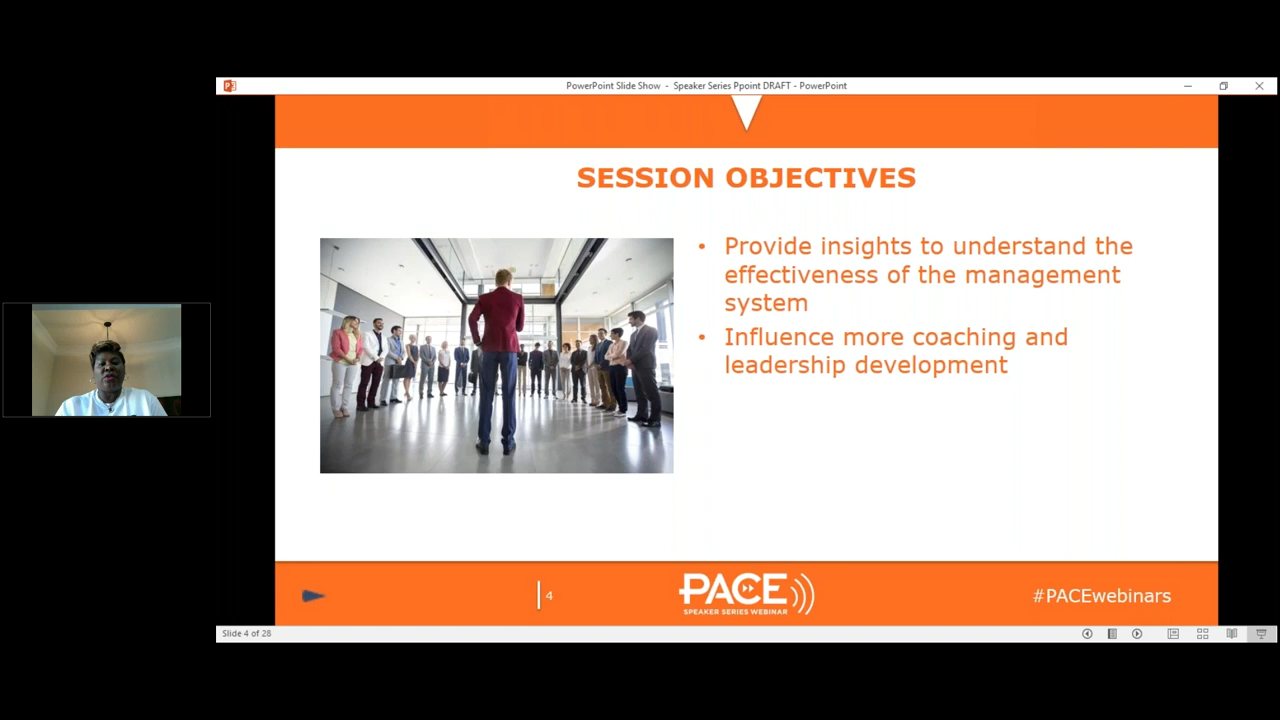 PowerPoint Slide Show - Speaker Series Ppoint DRAFT - PowerPoint
SESSION OBJECTIVES
• Provide insights to understand the
effectiveness of the management
system
• Influence more coaching and
leadership development
4
PACE
SPEAKER SERIES WEBINAR
#PACEwebinars
Slide 4 of 28